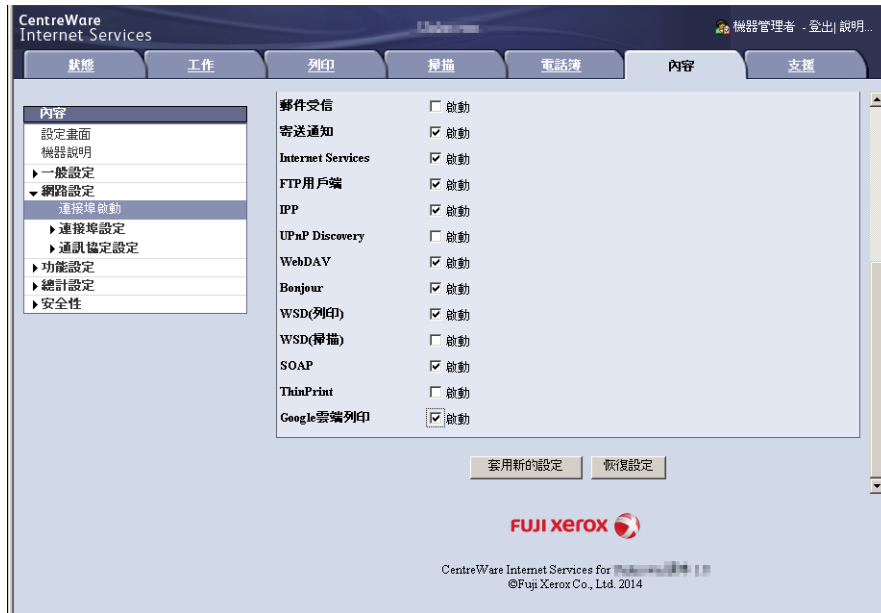 CentreWare
Internet Services
機器管理者 - 登出| 說明...
狀態 工作 列印 掃描 電話簿 內容 支援
內容
設定畫面
機器說明
一般設定
網路設定
連接埠啟動
連接埠設定
通訊協定設定
功能設定
總計設定
安全性
郵件受信 啟動
寄送通知 啟動
Internet Services 啟動
FTP用戶端 啟動
IPP 啟動
UPnP Discovery 啟動
WebDAV 啟動
Bonjour 啟動
WSD(列印) 啟動
WSD(掃描) 啟動
SOAP 啟動
ThinPrint 啟動
Google雲端列印 啟動
套用新的設定 恢復設定
FUJI xerox
CentreWare Internet Services for
©Fuji Xerox Co., Ltd. 2014